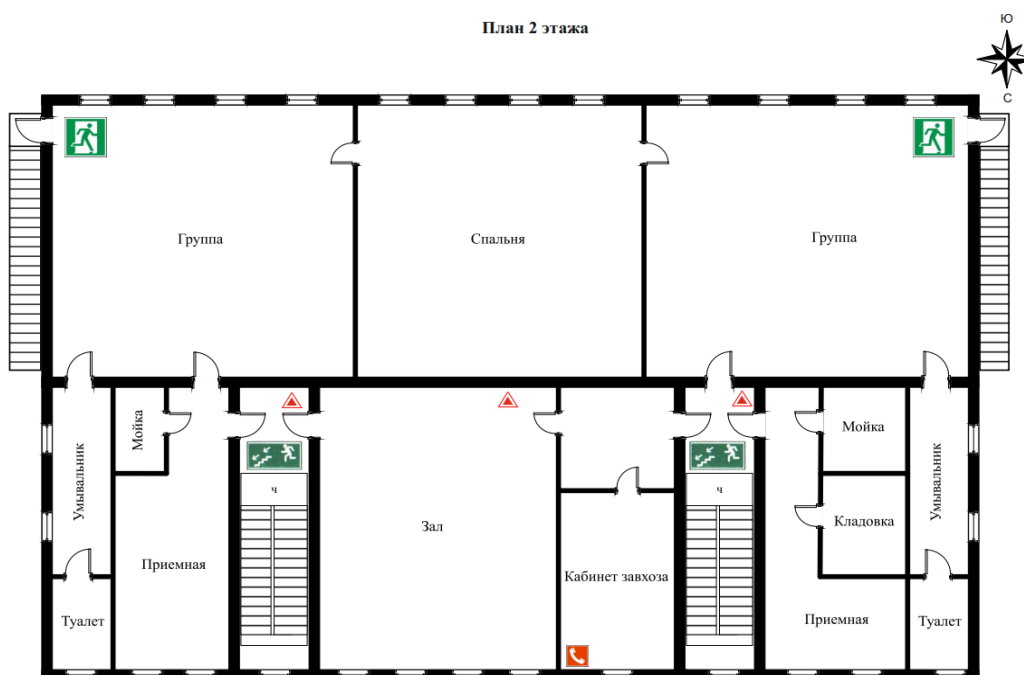 План 2 этажа
Ю
С
Группа
Спальня
Группа
Мойка
Умывальник
Приемная
Туалет
ч
Зал
Кабинет завхоза
ч
Мойка
Кладовка
Умывальник
Приемная
Туалет